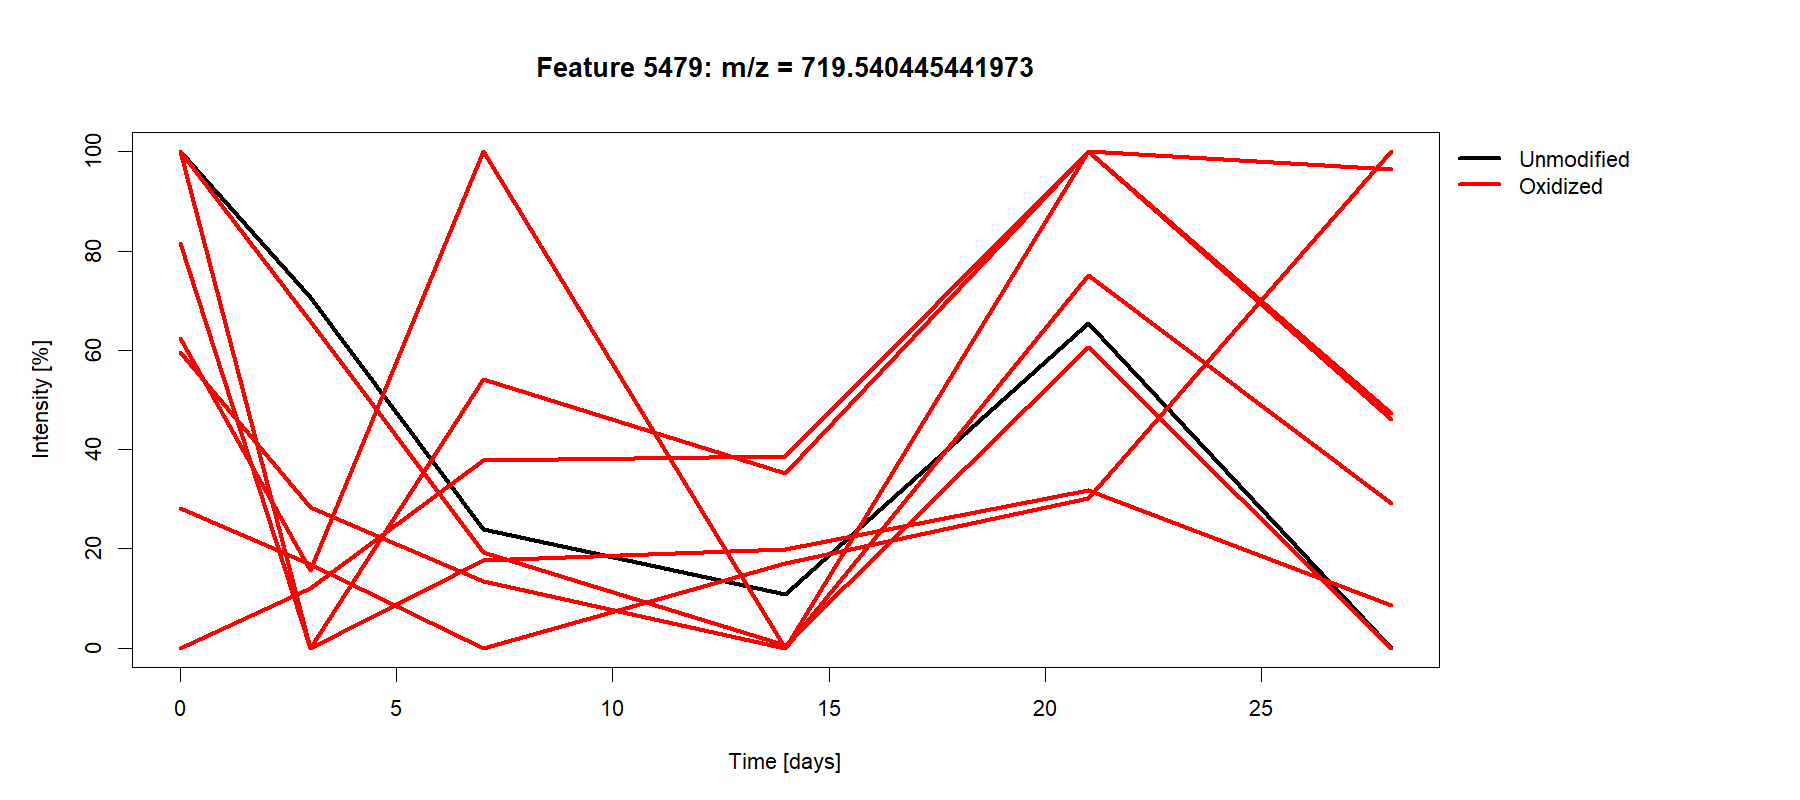 Feature 5479: m/z = 719.540445441973
Unmodified
Oxidized
Intensity [%]
100
80
60
40
20
0
0 5 10 15 20 25
Time [days]